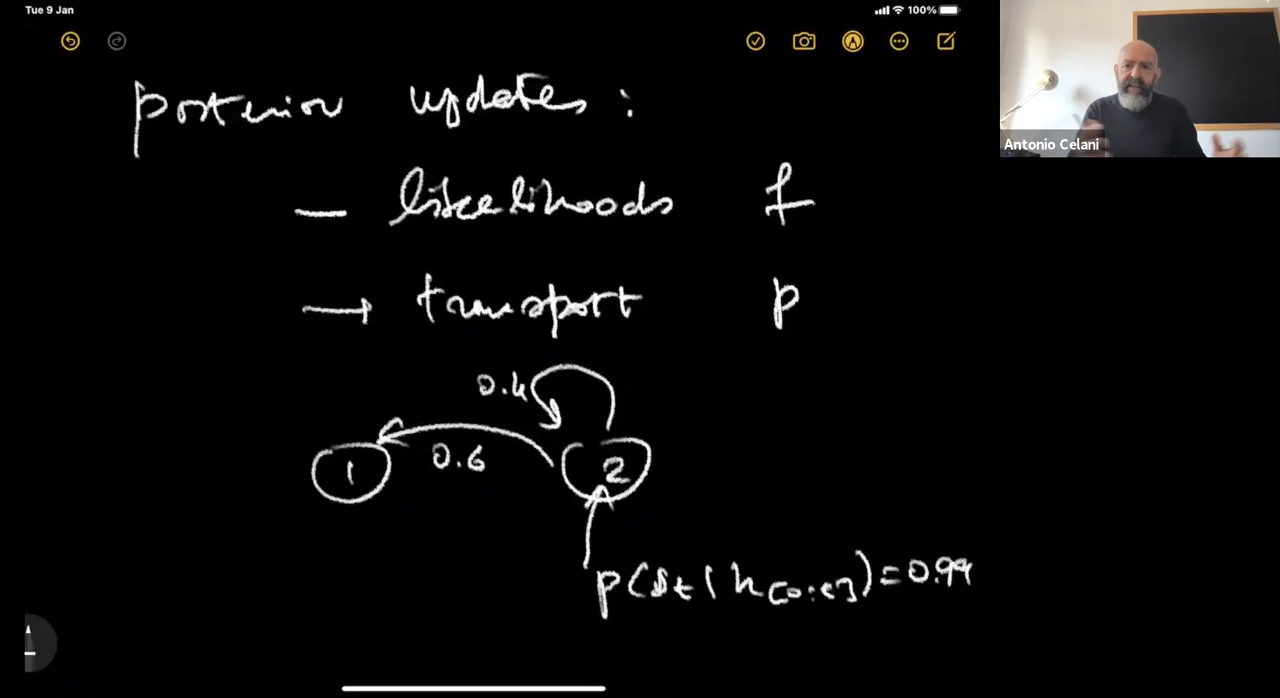 Tue 9 Jan 100%
Antonio Celani
posterior updates :
— likelihoods f
→ transport p
0.4
0.6
1 2
p(st | h[0:t]) = 0.99